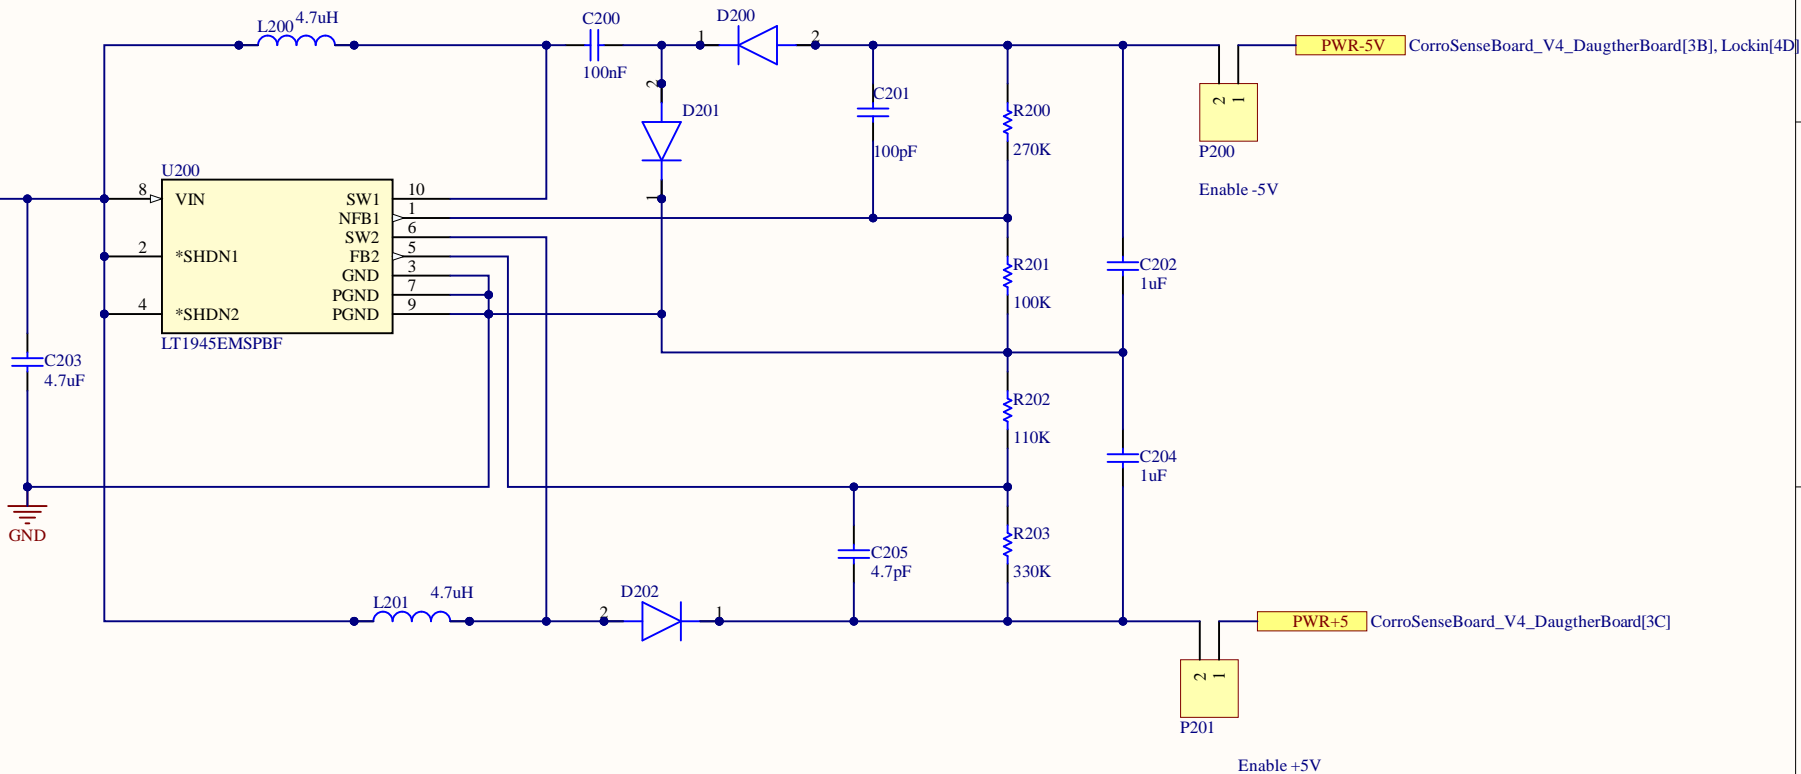 L200
4.7uH
C200
100nF
D200
1
2
PWR-5V
CorroSenseBoard_V4_DaugtherBoard[3B], Lockin[4D]
2
D201
1
C201
100pF
R200
270K
2
1
P200
Enable -5V
U200
8
VIN
2
*SHDN1
4
*SHDN2
SW1
10
NFB1
1
SW2
6
FB2
5
GND
3
PGND
7
PGND
9
LT1945EMSPBF
R201
100K
C202
1uF
C203
4.7uF
R202
110K
C204
1uF
GND
R203
330K
C205
4.7pF
L201
4.7uH
D202
2
1
PWR+5
CorroSenseBoard_V4_DaugtherBoard[3C]
2
1
P201
Enable +5V